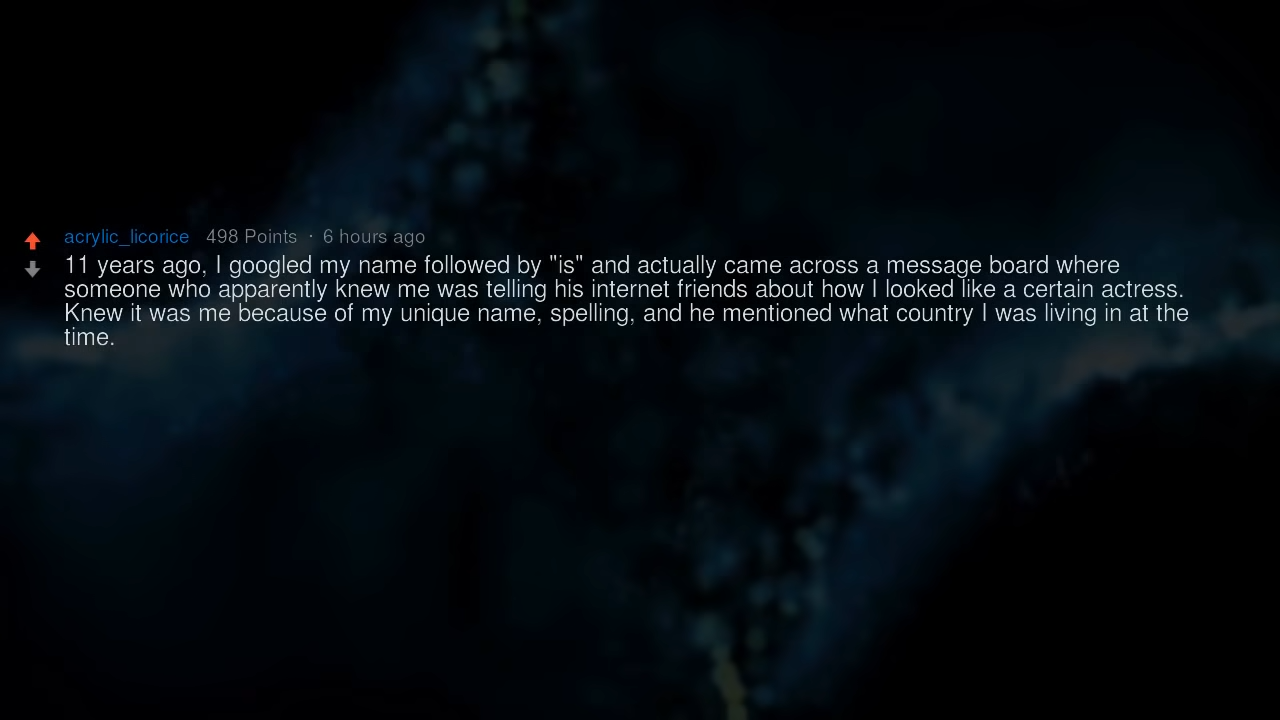 acrylic_licorice 498 Points · 6 hours ago
11 years ago, I googled my name followed by "is" and actually came across a message board where
someone who apparently knew me was telling his internet friends about how I looked like a certain actress.
Knew it was me because of my unique name, spelling, and he mentioned what country I was living in at the
time.